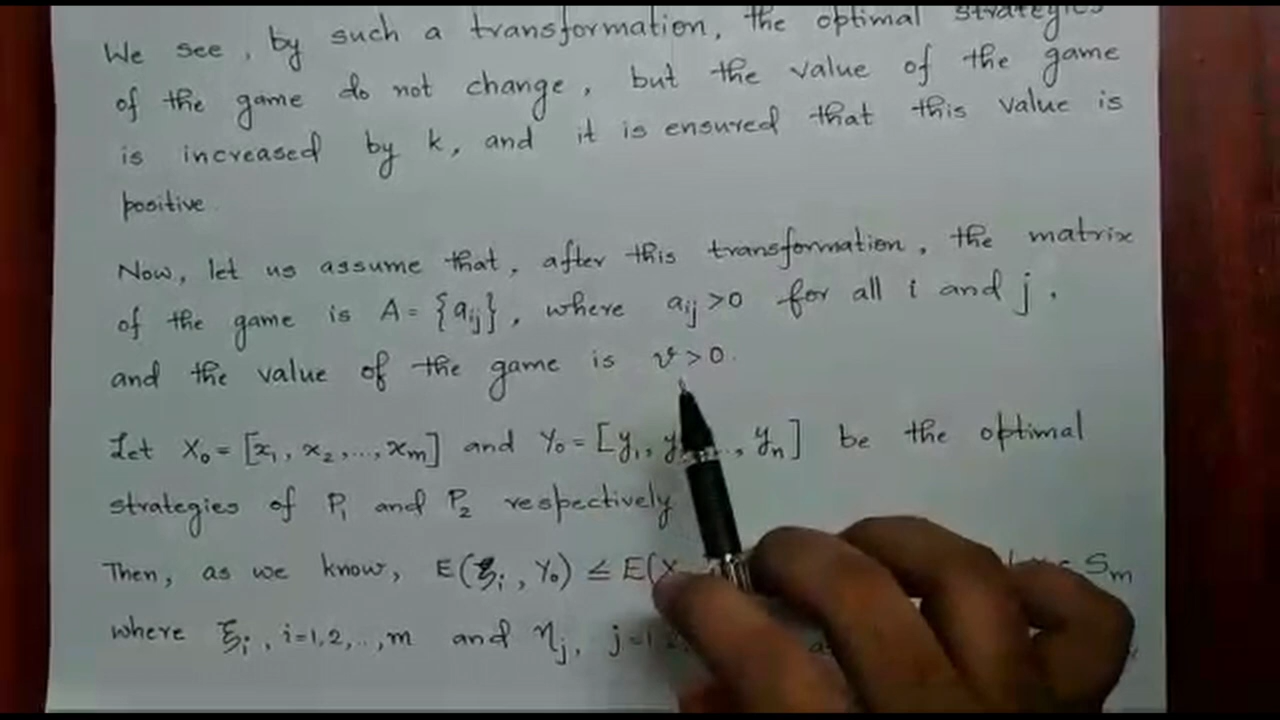 We see, by such a transformation, the optimal strategies
of the game do not change, but the value of the game
is increased by k, and it is ensured that this value is
positive.
Now, let us assume that, after this transformation, the matrix
of the game is A = {aij}, where aij > 0 for all i and j,
and the value of the game is v > 0.
Let X₀ = [x₁, x₂, ..., xm] and Y₀ = [y₁, y ..., yn] be the optimal
strategies of P₁ and P₂ respectively
Then, as we know, E(ξi, Y₀) ≤ E(X Sm
where ξi, i=1,2,..,m and ηj, j=1